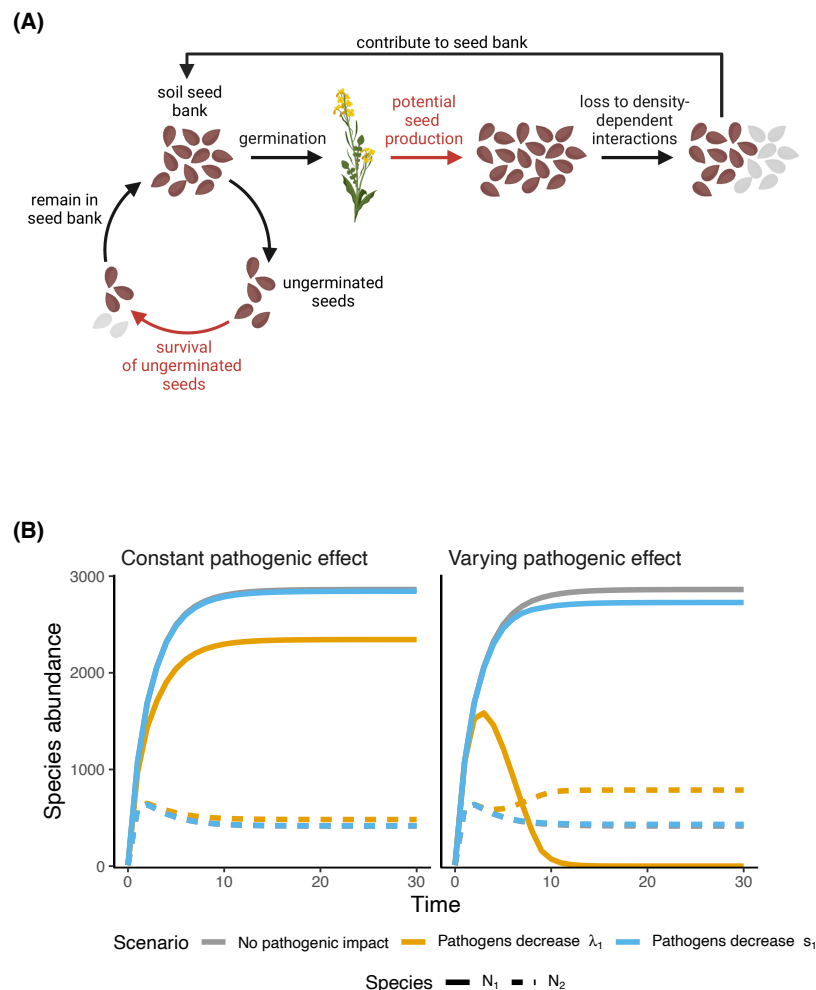 (A)
contribute to seed bank
soil seed
bank
germination
potential
seed
production
loss to density-
dependent
interactions
remain in
seed bank
ungerminated
seeds
survival
of ungerminated
seeds
(B)
Constant pathogenic effect
Varying pathogenic effect
Species abundance
3000
2000
1000
0
0 10 20 30
0 10 20 30
Time
Scenario No pathogenic impact Pathogens decrease λ₁ Pathogens decrease s₁
Species N₁ N₂